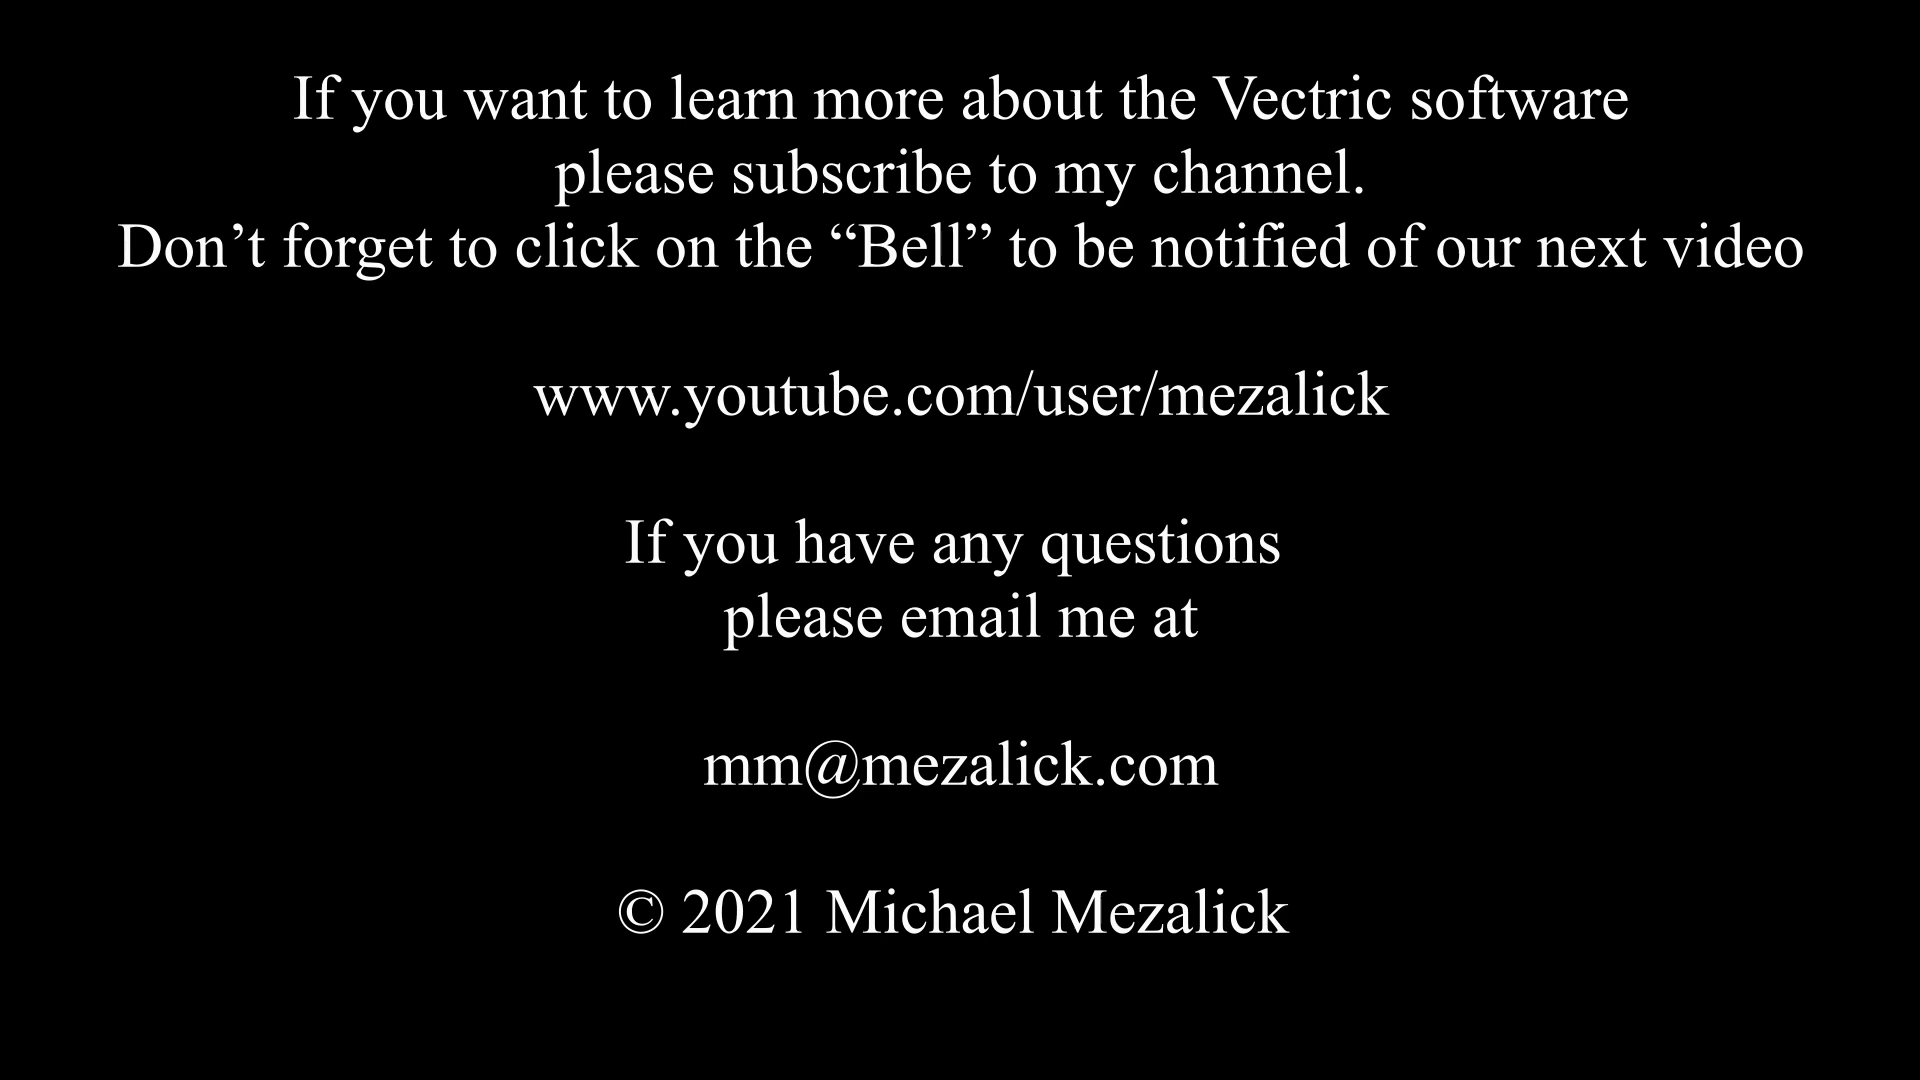 If you want to learn more about the Vectric software
please subscribe to my channel.
Don’t forget to click on the “Bell” to be notified of our next video
www.youtube.com/user/mezalick
If you have any questions
please email me at
mm@mezalick.com
© 2021 Michael Mezalick